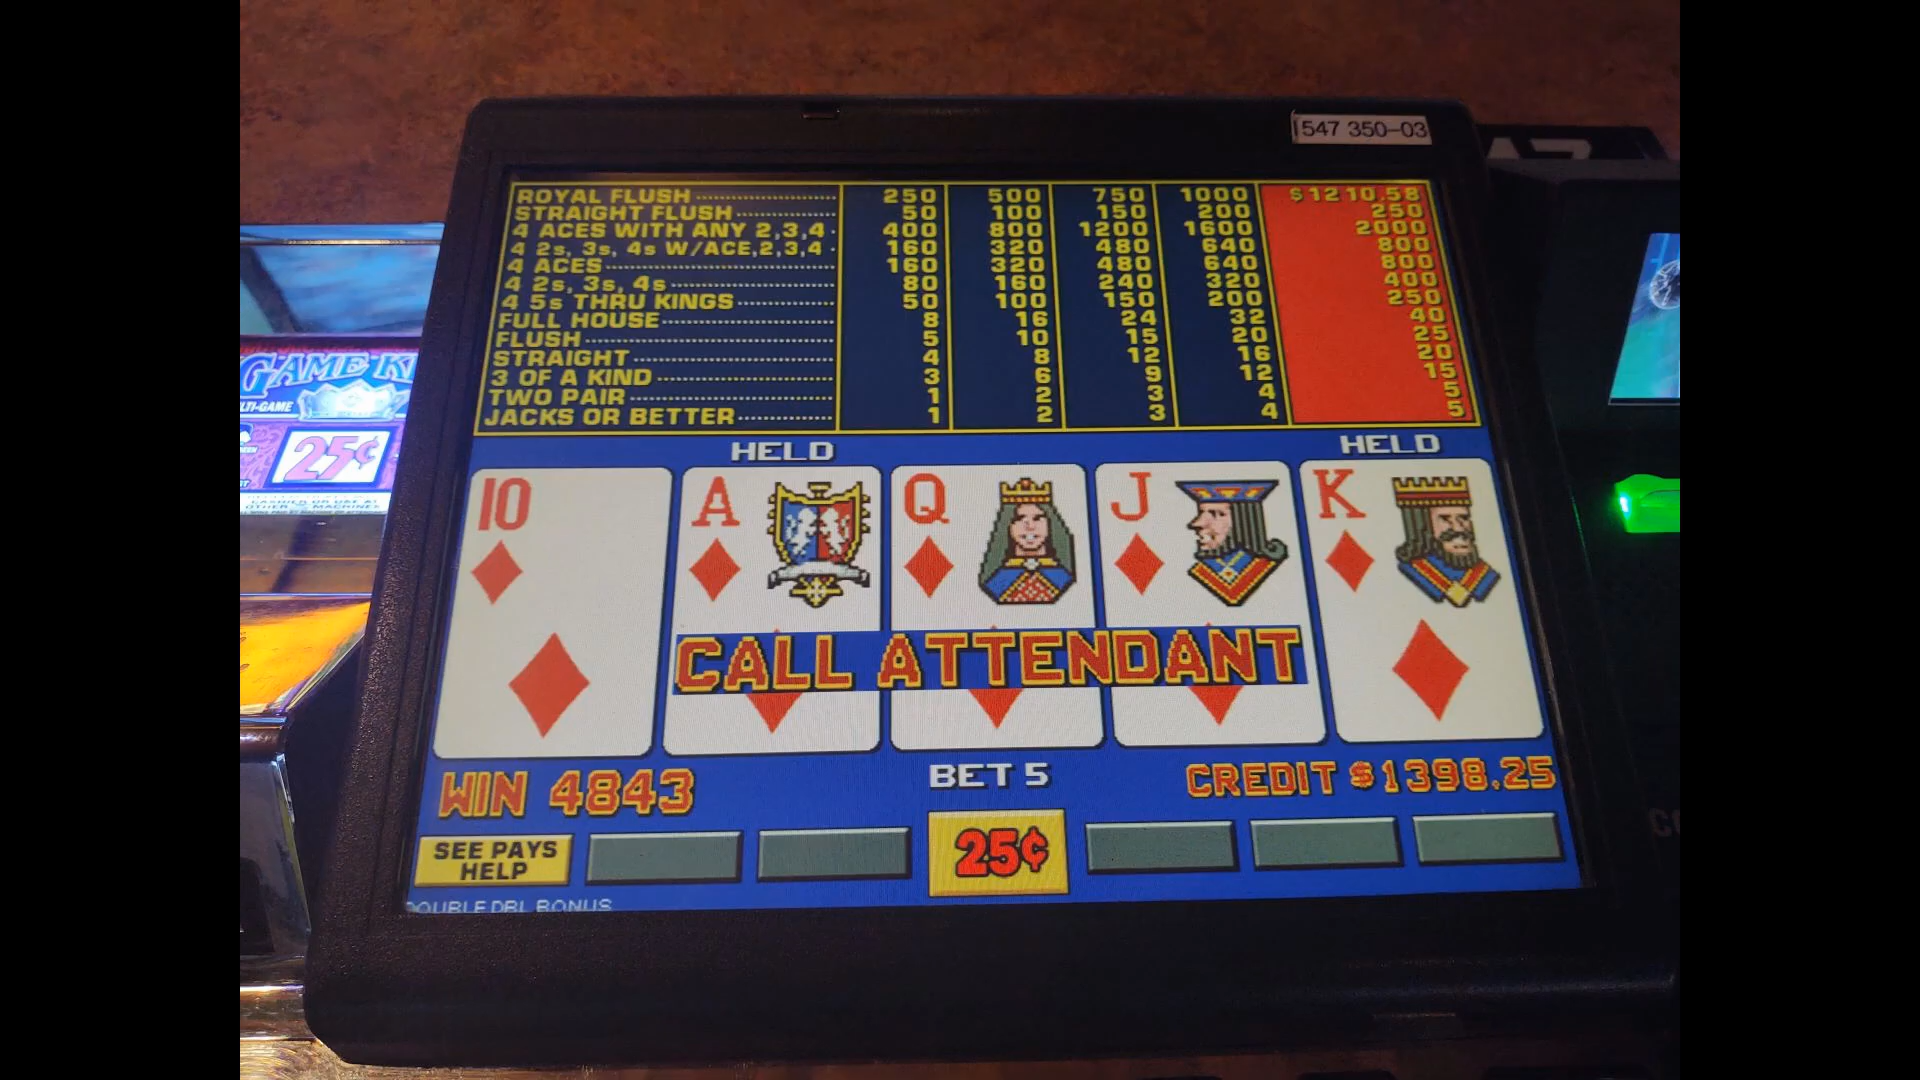 547 350-03
ROYAL FLUSH 250 500 750 1000 $1210.58
STRAIGHT FLUSH 50 100 150 200 250
4 ACES WITH ANY 2,3,4 400 800 1200 1600 2000
4 2s, 3s, 4s W/ACE,2,3,4 160 320 480 640 800
4 ACES 160 320 480 640 800
4 2s, 3s, 4s 80 160 240 320 400
4 5s THRU KINGS 50 100 150 200 250
FULL HOUSE 8 16 24 32 40
FLUSH 5 10 15 20 25
STRAIGHT 4 8 12 16 20
3 OF A KIND 3 6 9 12 15
TWO PAIR 1 2 3 4 5
JACKS OR BETTER 1 2 3 4 5
GAME
25¢
HELD HELD
10 A Q J K
CALL ATTENDANT
WIN 4843 BET 5 CREDIT $1398.25
SEE PAYS
HELP
25¢
DOUBLE DBL BONUS